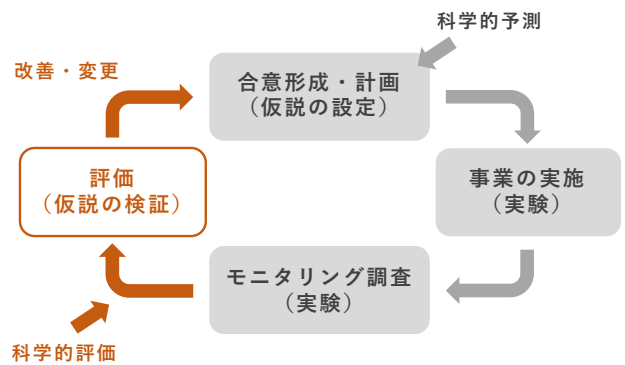 科学的予測
改善・変更
合意形成・計画
（仮説の設定）
評価
（仮説の検証）
事業の実施
（実験）
モニタリング調査
（実験）
科学的評価